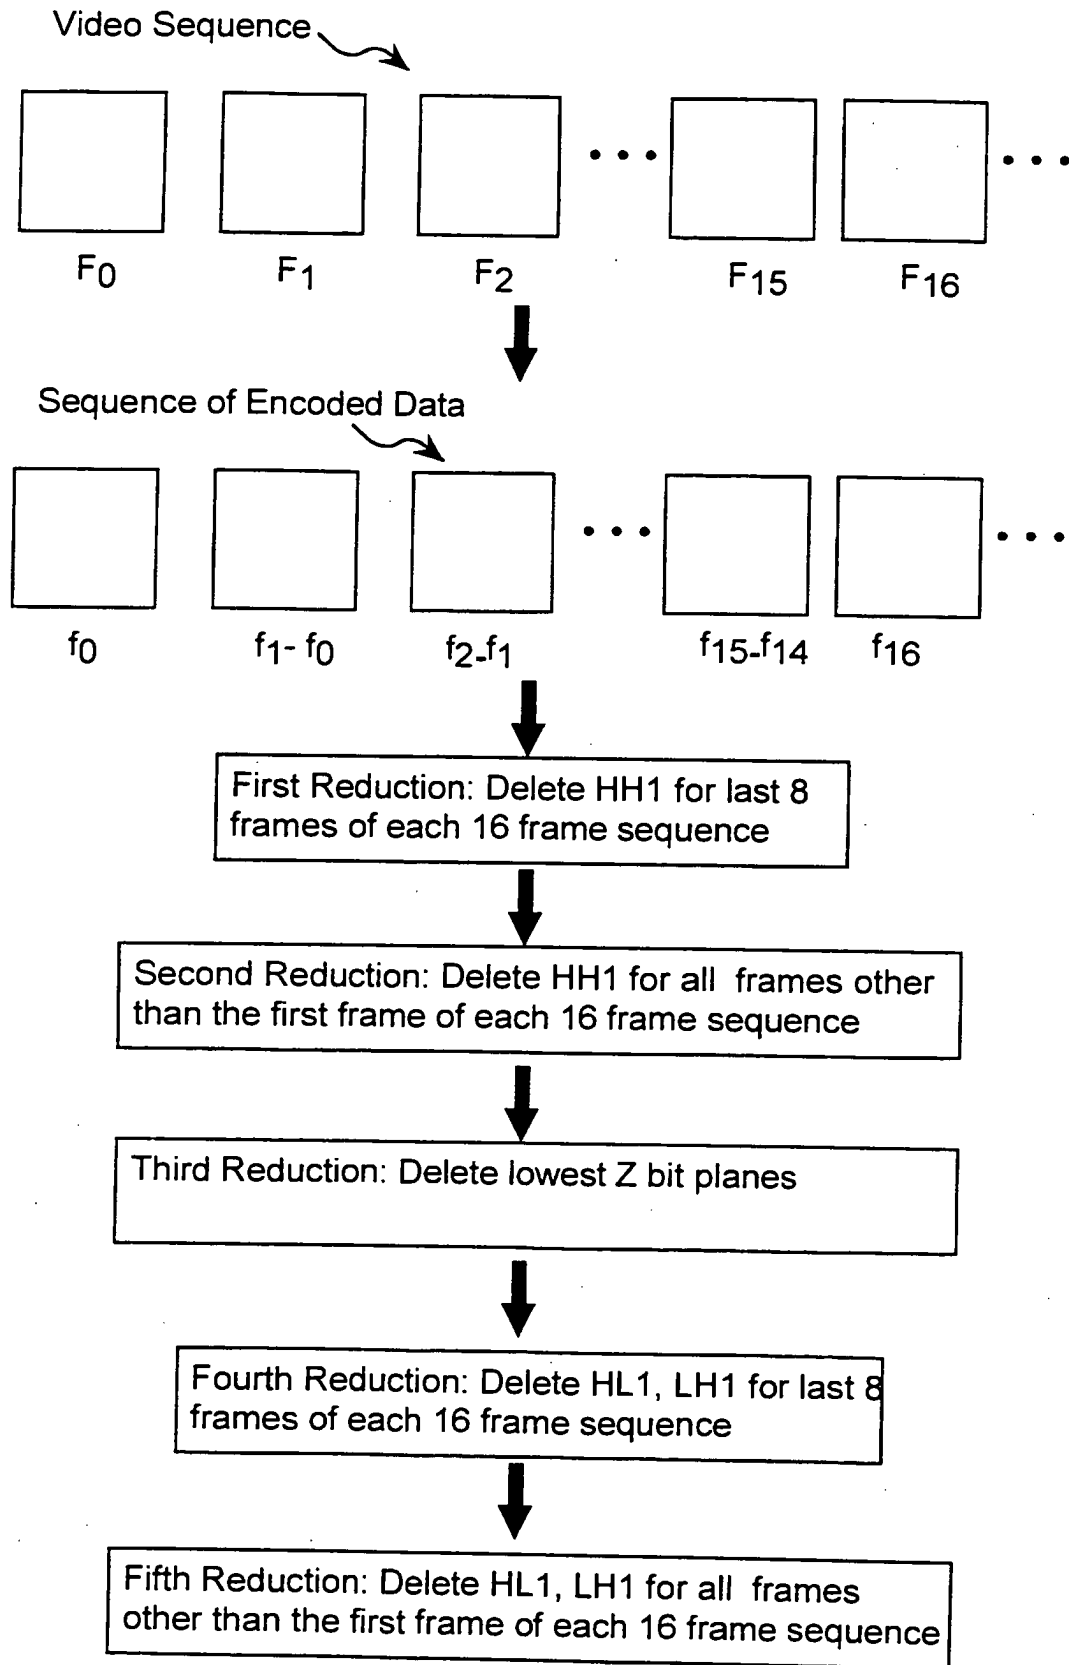 Video Sequence
F0 F1 F2 • • • F15 F16 • • •
Sequence of Encoded Data
f0 f1- f0 f2-f1 • • • f15-f14 f16 • • •
First Reduction: Delete HH1 for last 8
frames of each 16 frame sequence
Second Reduction: Delete HH1 for all frames other
than the first frame of each 16 frame sequence
Third Reduction: Delete lowest Z bit planes
Fourth Reduction: Delete HL1, LH1 for last 8
frames of each 16 frame sequence
Fifth Reduction: Delete HL1, LH1 for all frames
other than the first frame of each 16 frame sequence